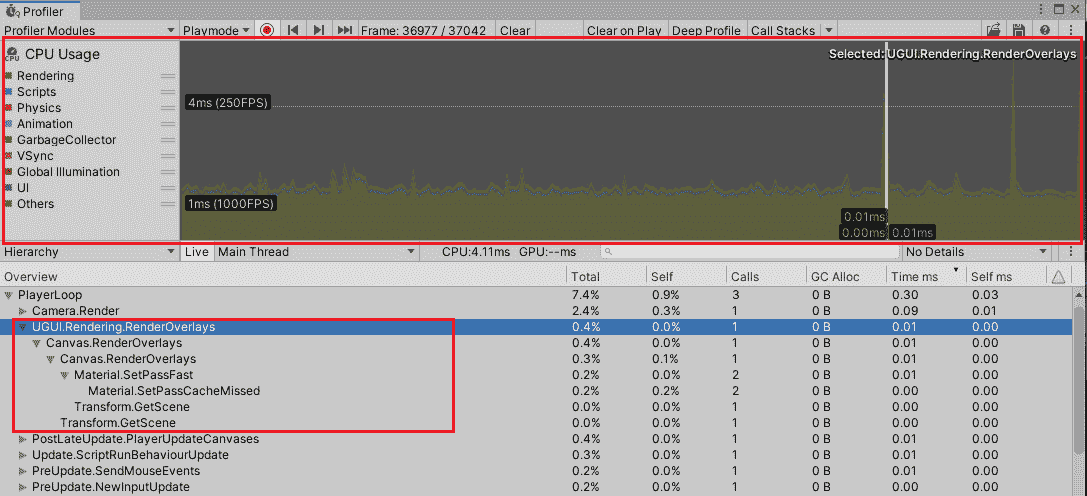 Profiler
Profiler Modules Playmode Frame: 36977 / 37042 Clear Clear on Play Deep Profile Call Stacks
CPU Usage
Selected: UGUI.Rendering.RenderOverlays
Rendering
Scripts
Physics
Animation
GarbageCollector
VSync
Global Illumination
UI
Others
4ms (250FPS)
1ms (1000FPS)
0.01ms
0.00ms 0.01ms
Hierarchy Live Main Thread CPU:4.11ms GPU:--ms No Details
Overview Total Self Calls GC Alloc Time ms Self ms
PlayerLoop 7.4% 0.9% 3 0 B 0.30 0.03
Camera.Render 2.4% 0.3% 1 0 B 0.09 0.01
UGUI.Rendering.RenderOverlays 0.4% 0.0% 1 0 B 0.01 0.00
Canvas.RenderOverlays 0.4% 0.0% 1 0 B 0.01 0.00
Canvas.RenderOverlays 0.3% 0.1% 1 0 B 0.01 0.00
Material.SetPassFast 0.2% 0.0% 2 0 B 0.01 0.00
Material.SetPassCacheMissed 0.2% 0.2% 2 0 B 0.00 0.00
Transform.GetScene 0.0% 0.0% 1 0 B 0.00 0.00
Transform.GetScene 0.0% 0.0% 1 0 B 0.00 0.00
PostLateUpdate.PlayerUpdateCanvases 0.4% 0.0% 1 0 B 0.01 0.00
Update.ScriptRunBehaviourUpdate 0.3% 0.0% 1 0 B 0.01 0.00
PreUpdate.SendMouseEvents 0.2% 0.0% 1 0 B 0.01 0.00
PreUpdate.NewInputUpdate 0.2% 0.0% 1 0 B 0.01 0.00